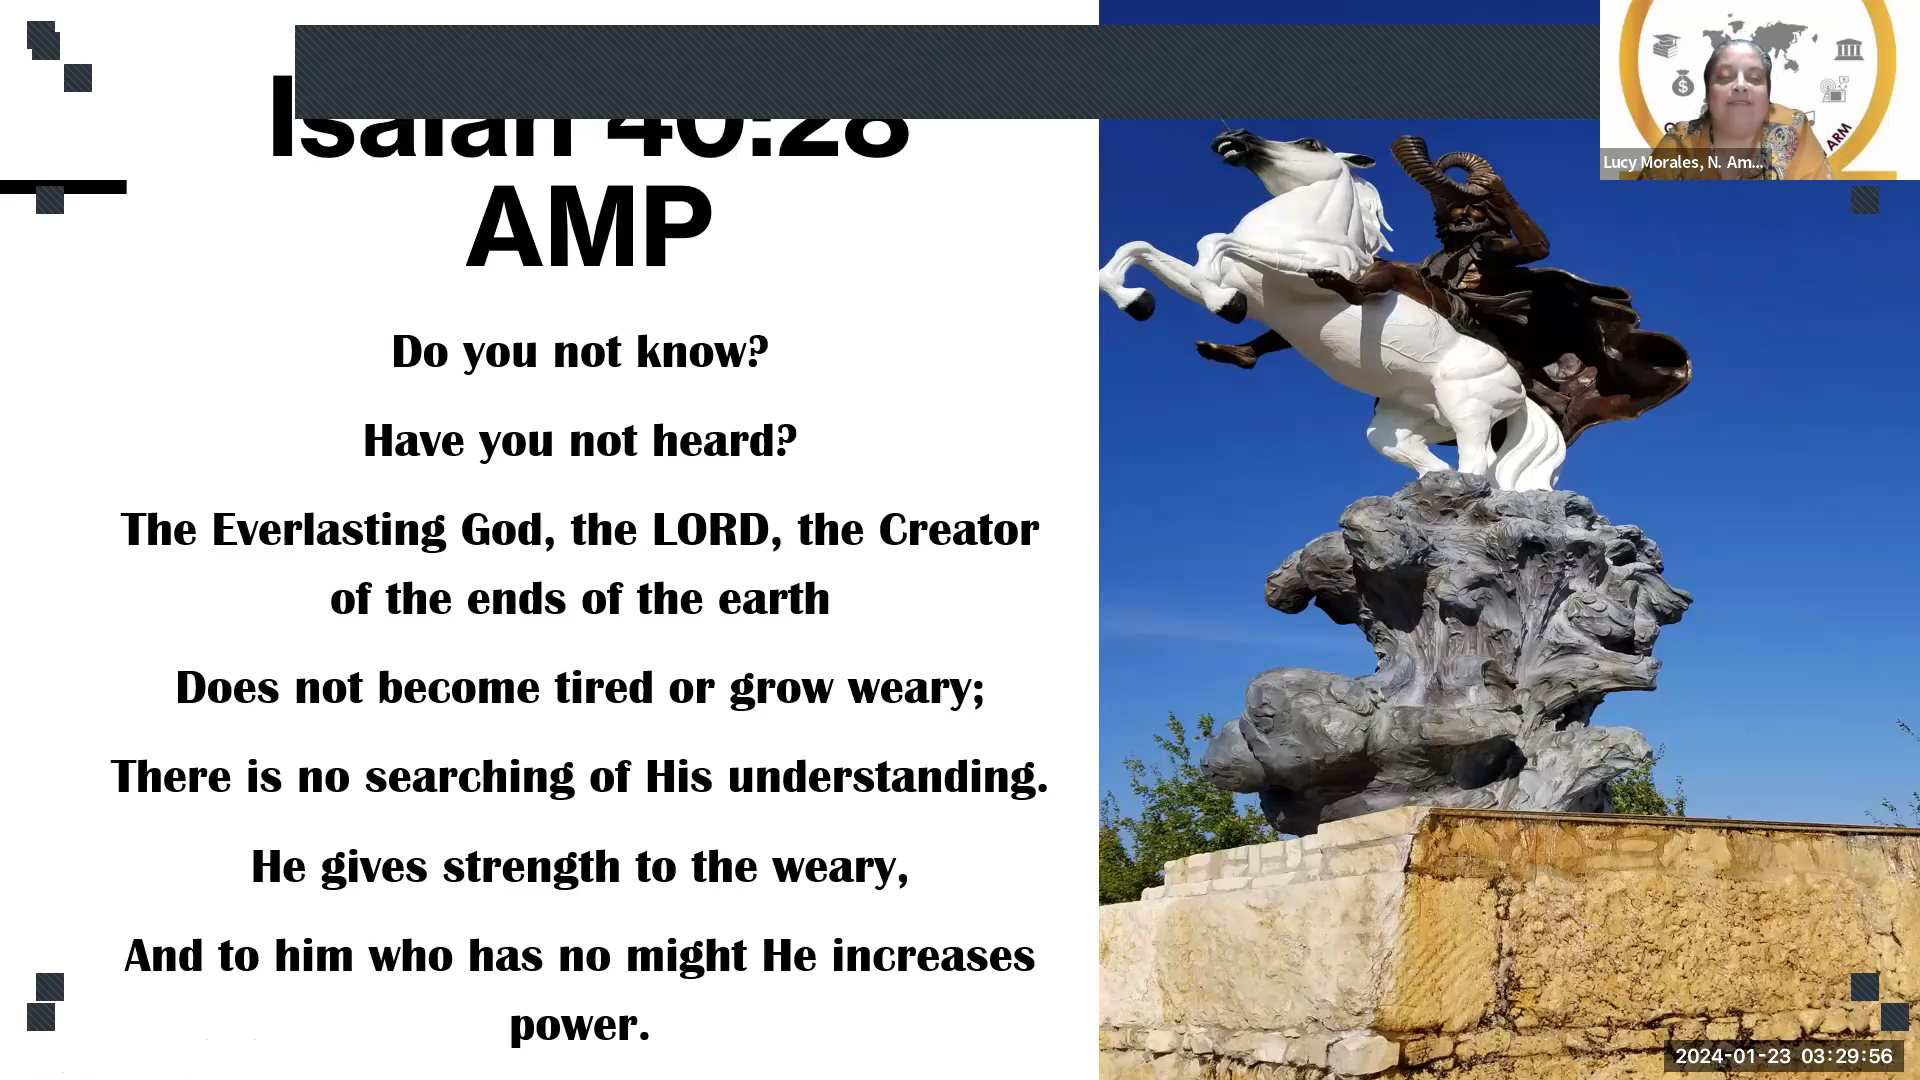 Isaiah 40:28
AMP
Do you not know?
Have you not heard?
The Everlasting God, the LORD, the Creator
of the ends of the earth
Does not become tired or grow weary;
There is no searching of His understanding.
He gives strength to the weary,
And to him who has no might He increases
power.
ARM
Lucy Morales, N. Am...
2024-01-23 03:29:56